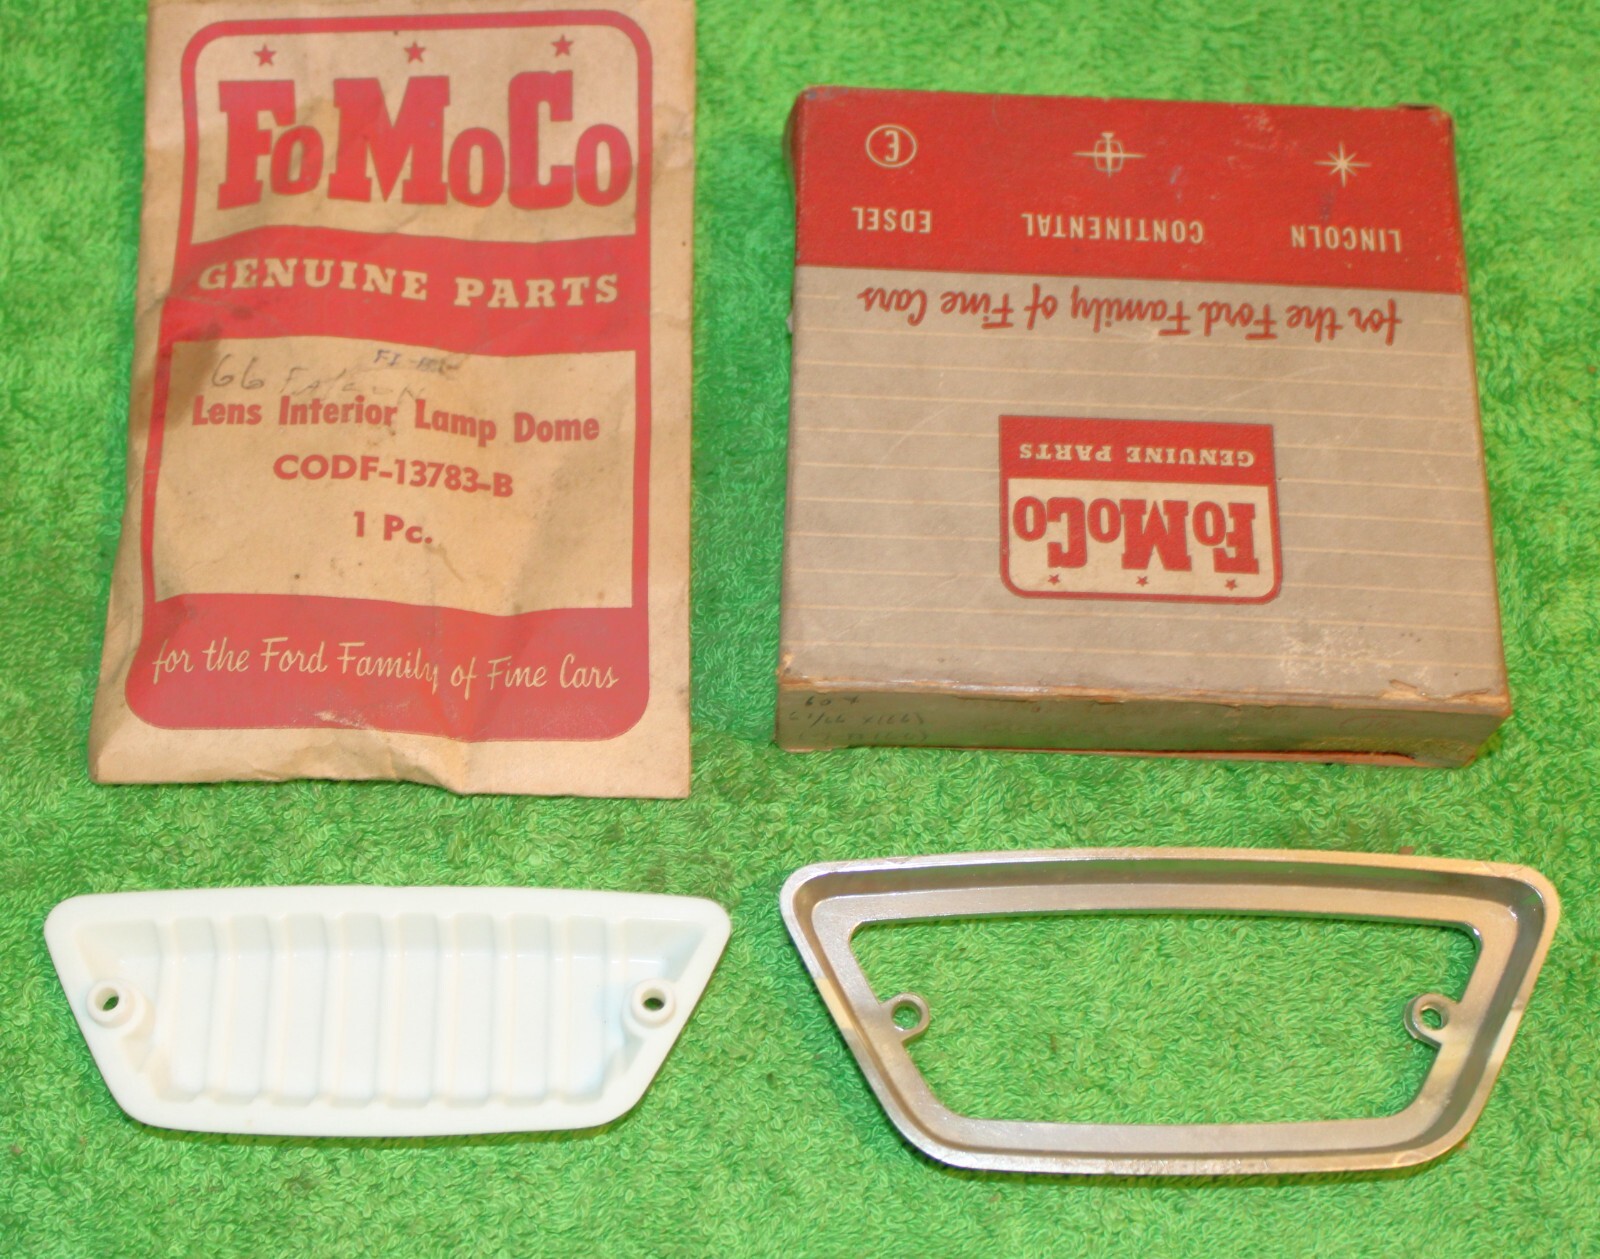 FoMoCo
GENUINE PARTS
66 Falcon
Lens Interior Lamp Dome
CODF-13783-B
1 Pc.
for the Ford Family of Fine Cars
E
LINCOLN CONTINENTAL EDSEL
for the Ford Family of Fine Cars
GENUINE PARTS
FoMoCo